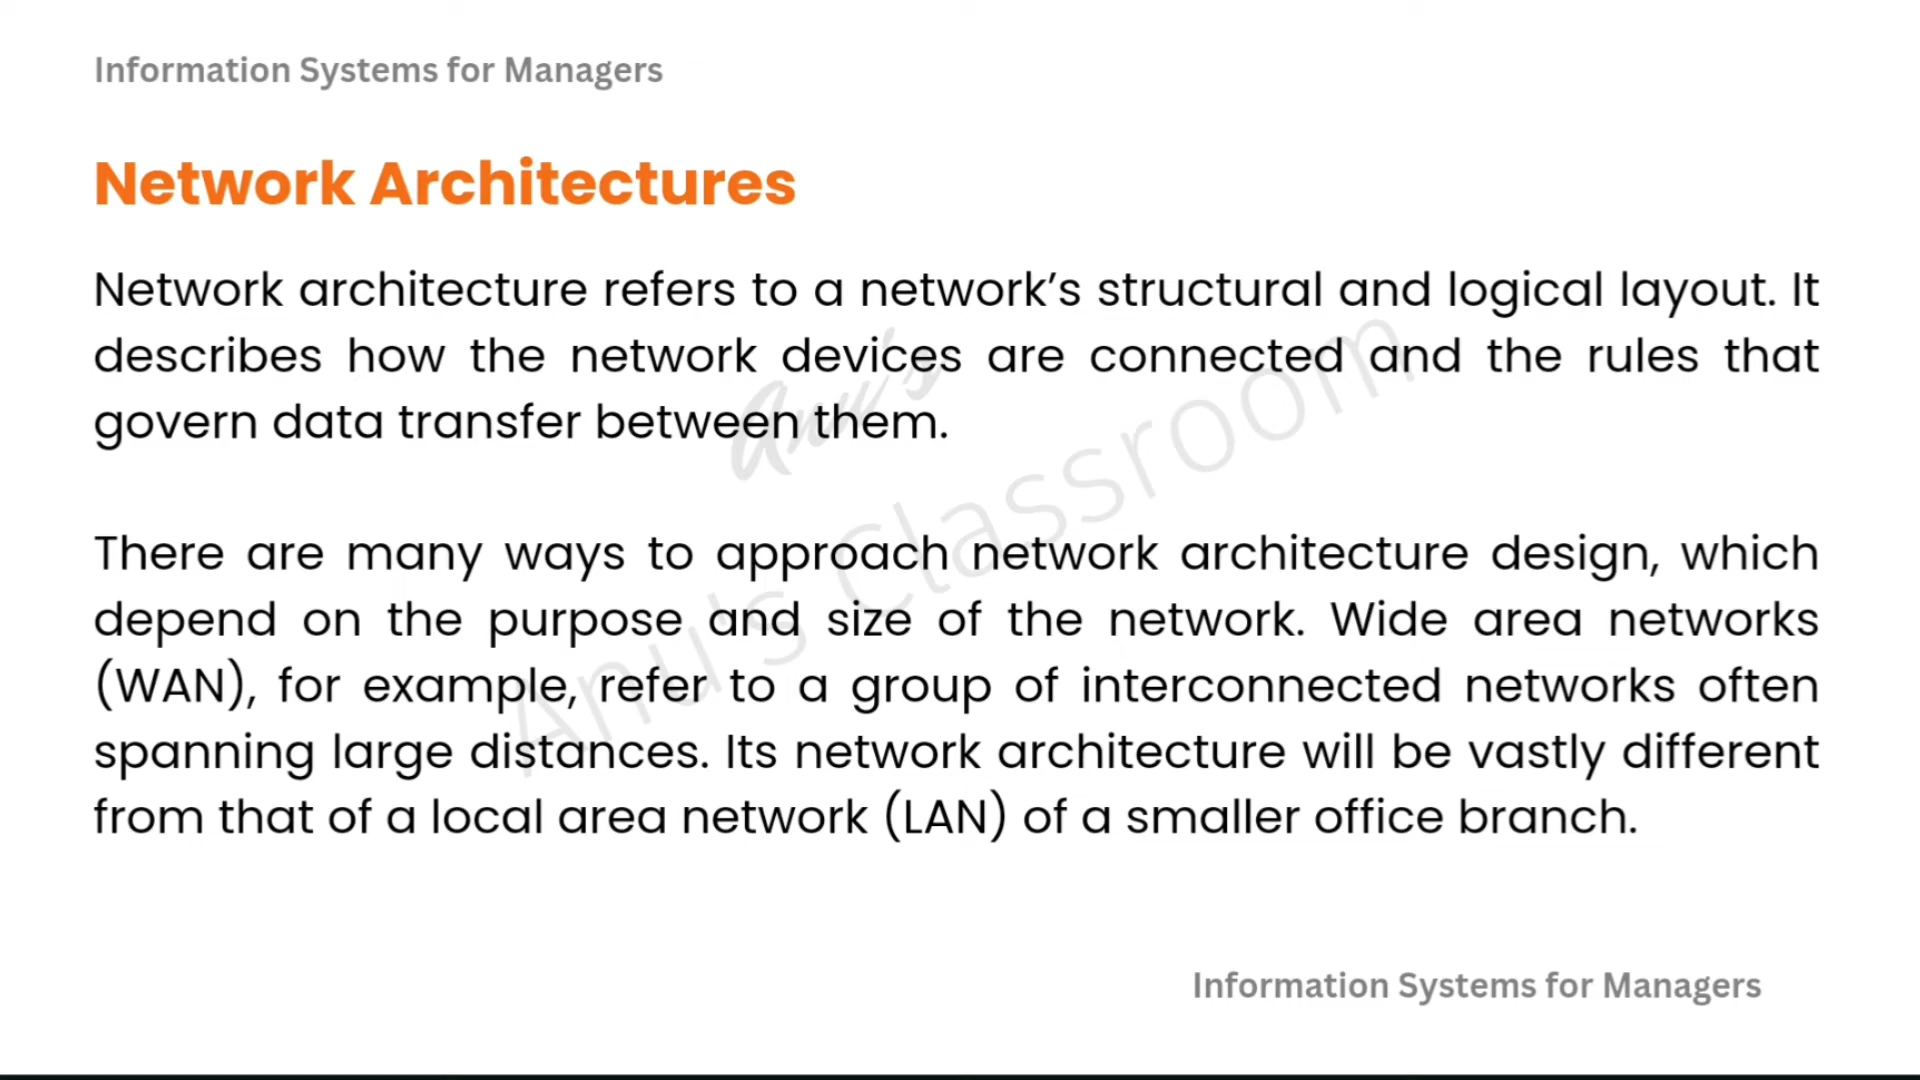 Information Systems for Managers
Network Architectures
Network architecture refers to a network’s structural and logical layout. It
describes how the network devices are connected and the rules that
govern data transfer between them.
There are many ways to approach network architecture design, which
depend on the purpose and size of the network. Wide area networks
(WAN), for example, refer to a group of interconnected networks often
spanning large distances. Its network architecture will be vastly different
from that of a local area network (LAN) of a smaller office branch.
Anu's
Anu's Classroom
Information Systems for Managers